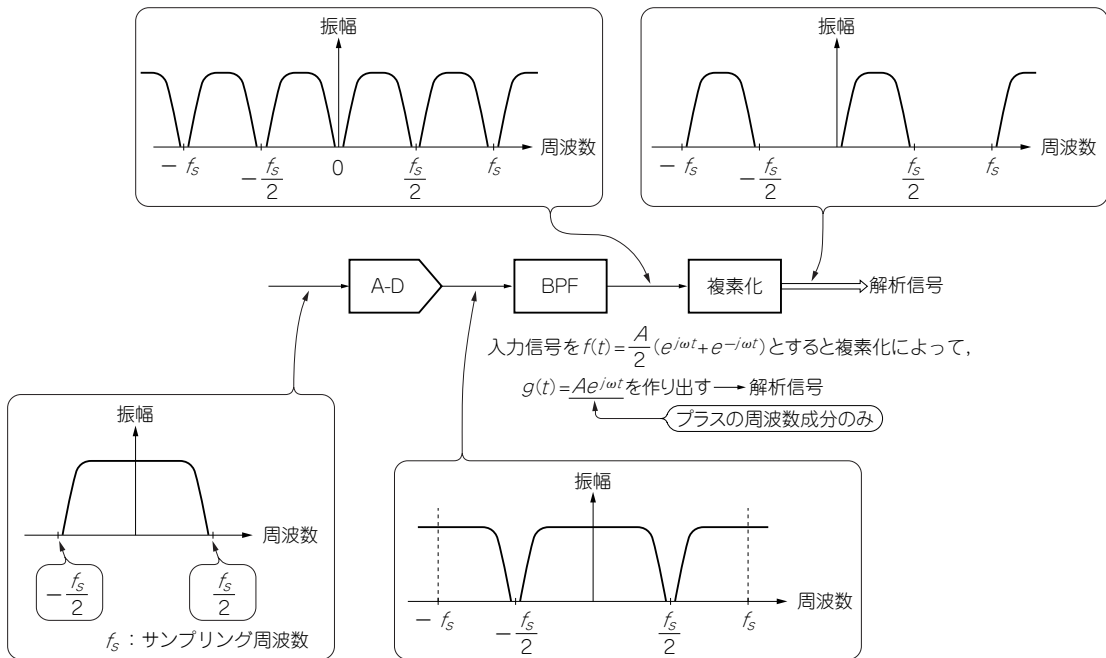 振幅
周波数
− fs
− fs/2
0
fs/2
fs
振幅
周波数
− fs
− fs/2
fs/2
fs
A-D
BPF
複素化
解析信号
入力信号をf(t)=A/2(e^{jωt}+e^{−jωt})とすると複素化によって,
g(t)=Ae^{jωt}を作り出す→解析信号
プラスの周波数成分のみ
振幅
周波数
− fs/2
fs/2
fs:サンプリング周波数
振幅
周波数
− fs
− fs/2
fs/2
fs